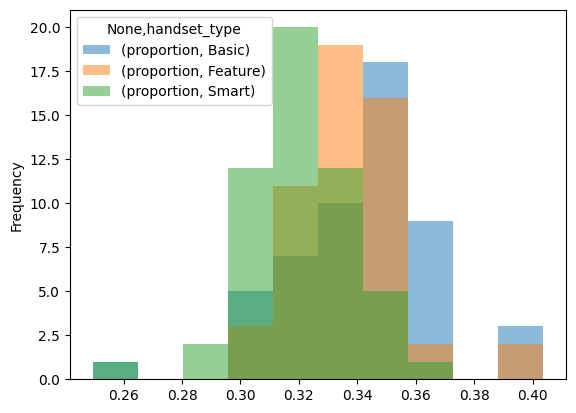 None,handset_type
(proportion, Basic)
(proportion, Feature)
(proportion, Smart)
Frequency
20.0
17.5
15.0
12.5
10.0
7.5
5.0
2.5
0.0
0.26 0.28 0.30 0.32 0.34 0.36 0.38 0.40